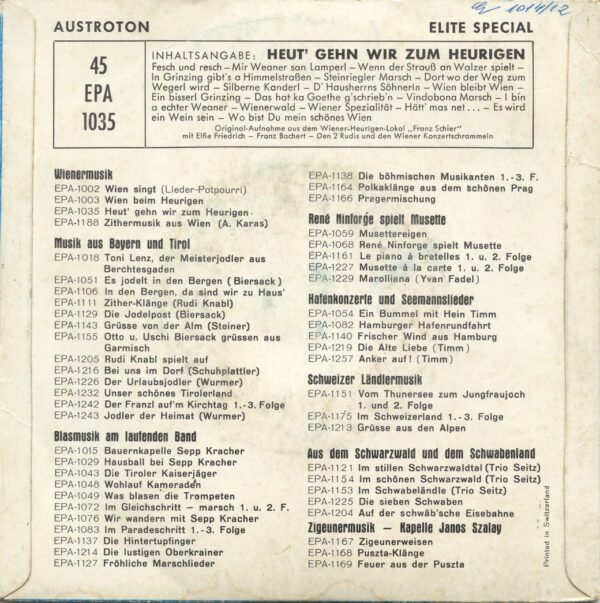 1014/12
AUSTROTON
ELITE SPECIAL
45
EPA
1035
INHALTSANGABE: HEUT' GEHN WIR ZUM HEURIGEN
Fesch und resch – Mir Weaner san Lamperl – Wenn der Strauß an Walzer spielt –
In Grinzing gibt's a Himmelstraßen – Steinriegler Marsch – Dort wo der Weg zum
Wegerl wird – Silberne Kanderl – D' Hausherrns Söhnerln – Wien bleibt Wien –
Ein bisserl Grinzing – Das hat ka Goethe g'schrieb'n – Vindobona Marsch – I bin
a echter Weaner – Wienerwald – Wiener Spezialität – Hätt' mas net . . . – Es wird
ein Wein sein – Wo bist Du mein schönes Wien
Original-Aufnahme aus dem Wiener-Heurigen-Lokal „Franz Schier"
mit Elfie Friedrich – Franz Bachert – Den 2 Rudis und den Wiener Konzertschrammeln
Wienermusik
EPA-1002 Wien singt (Lieder-Potpourri)
EPA-1003 Wien beim Heurigen
EPA-1035 Heut' gehn wir zum Heurigen
EPA-1188 Zithermusik aus Wien (A. Karas)
Musik aus Bayern und Tirol
EPA-1018 Toni Lenz, der Meisterjodler aus
Berchtesgaden
EPA-1051 Es jodelt in den Bergen (Biersack)
EPA-1106 In den Bergen, da sind wir zu Haus'
EPA-1111 Zither-Klänge (Rudi Knabl)
EPA-1129 Die Jodelpost (Biersack)
EPA-1143 Grüsse von der Alm (Steiner)
EPA-1155 Otto u. Uschi Biersack grüssen aus
Garmisch
EPA-1205 Rudi Knabl spielt auf
EPA-1216 Bei uns im Dorf (Schuhplattler)
EPA-1226 Der Urlaubsjodler (Wurmer)
EPA-1232 Unser schönes Tirolerland
EPA-1242 Der Franzl auf'm Kirchtag 1.-3. Folge
EPA-1243 Jodler der Heimat (Wurmer)
Blasmusik am laufenden Band
EPA-1015 Bauernkapelle Sepp Kracher
EPA-1029 Hausball bei Sepp Kracher
EPA-1043 Die Tiroler Kaiserjäger
EPA-1048 Wohlauf Kameraden
EPA-1049 Was blasen die Trompeten
EPA-1072 Im Gleichschritt – marsch 1. u. 2. F.
EPA-1076 Wir wandern mit Sepp Kracher
EPA-1083 Im Paradeschritt 1.-3. Folge
EPA-1137 Die Hintertupfinger
EPA-1214 Die lustigen Oberkrainer
EPA-1127 Fröhliche Marschlieder
EPA-1138 Die böhmischen Musikanten 1.-3. F.
EPA-1164 Polkaklänge aus dem schönen Prag
EPA-1166 Pragermischung
René Ninforge spielt Musette
EPA-1059 Musettereigen
EPA-1068 René Ninforge spielt Musette
EPA-1161 Le piano à bretelles 1. u. 2. Folge
EPA-1227 Musette à la carte 1. u. 2. Folge
EPA-1229 Marolliana (Yvan Fadel)
Hafenkonzerte und Seemannslieder
EPA-1054 Ein Bummel mit Hein Timm
EPA-1082 Hamburger Hafenrundfahrt
EPA-1140 Frischer Wind aus Hamburg
EPA-1219 Die Alte Liebe (Timm)
EPA-1257 Anker auf! (Timm)
Schweizer Ländlermusik
EPA-1151 Vom Thunersee zum Jungfraujoch
1. und 2. Folge
EPA-1175 Im Schweizerland 1.-3. Folge
EPA-1213 Grüsse aus den Alpen
Aus dem Schwarzwald und dem Schwabenland
EPA-1121 Im stillen Schwarzwaldtal (Trio Seitz)
EPA-1154 Im schönen Schwarzwald (Trio Seitz)
EPA-1153 Im Schwabeländle (Trio Seitz)
EPA-1225 Die sieben Schwaben
EPA-1204 Auf der schwäb'sche Eisebahne
Zigeunermusik – Kapelle Janos Szalay
EPA-1167 Zigeunerweisen
EPA-1168 Puszta-Klänge
EPA-1169 Feuer aus der Puszta
Printed in Switzerland